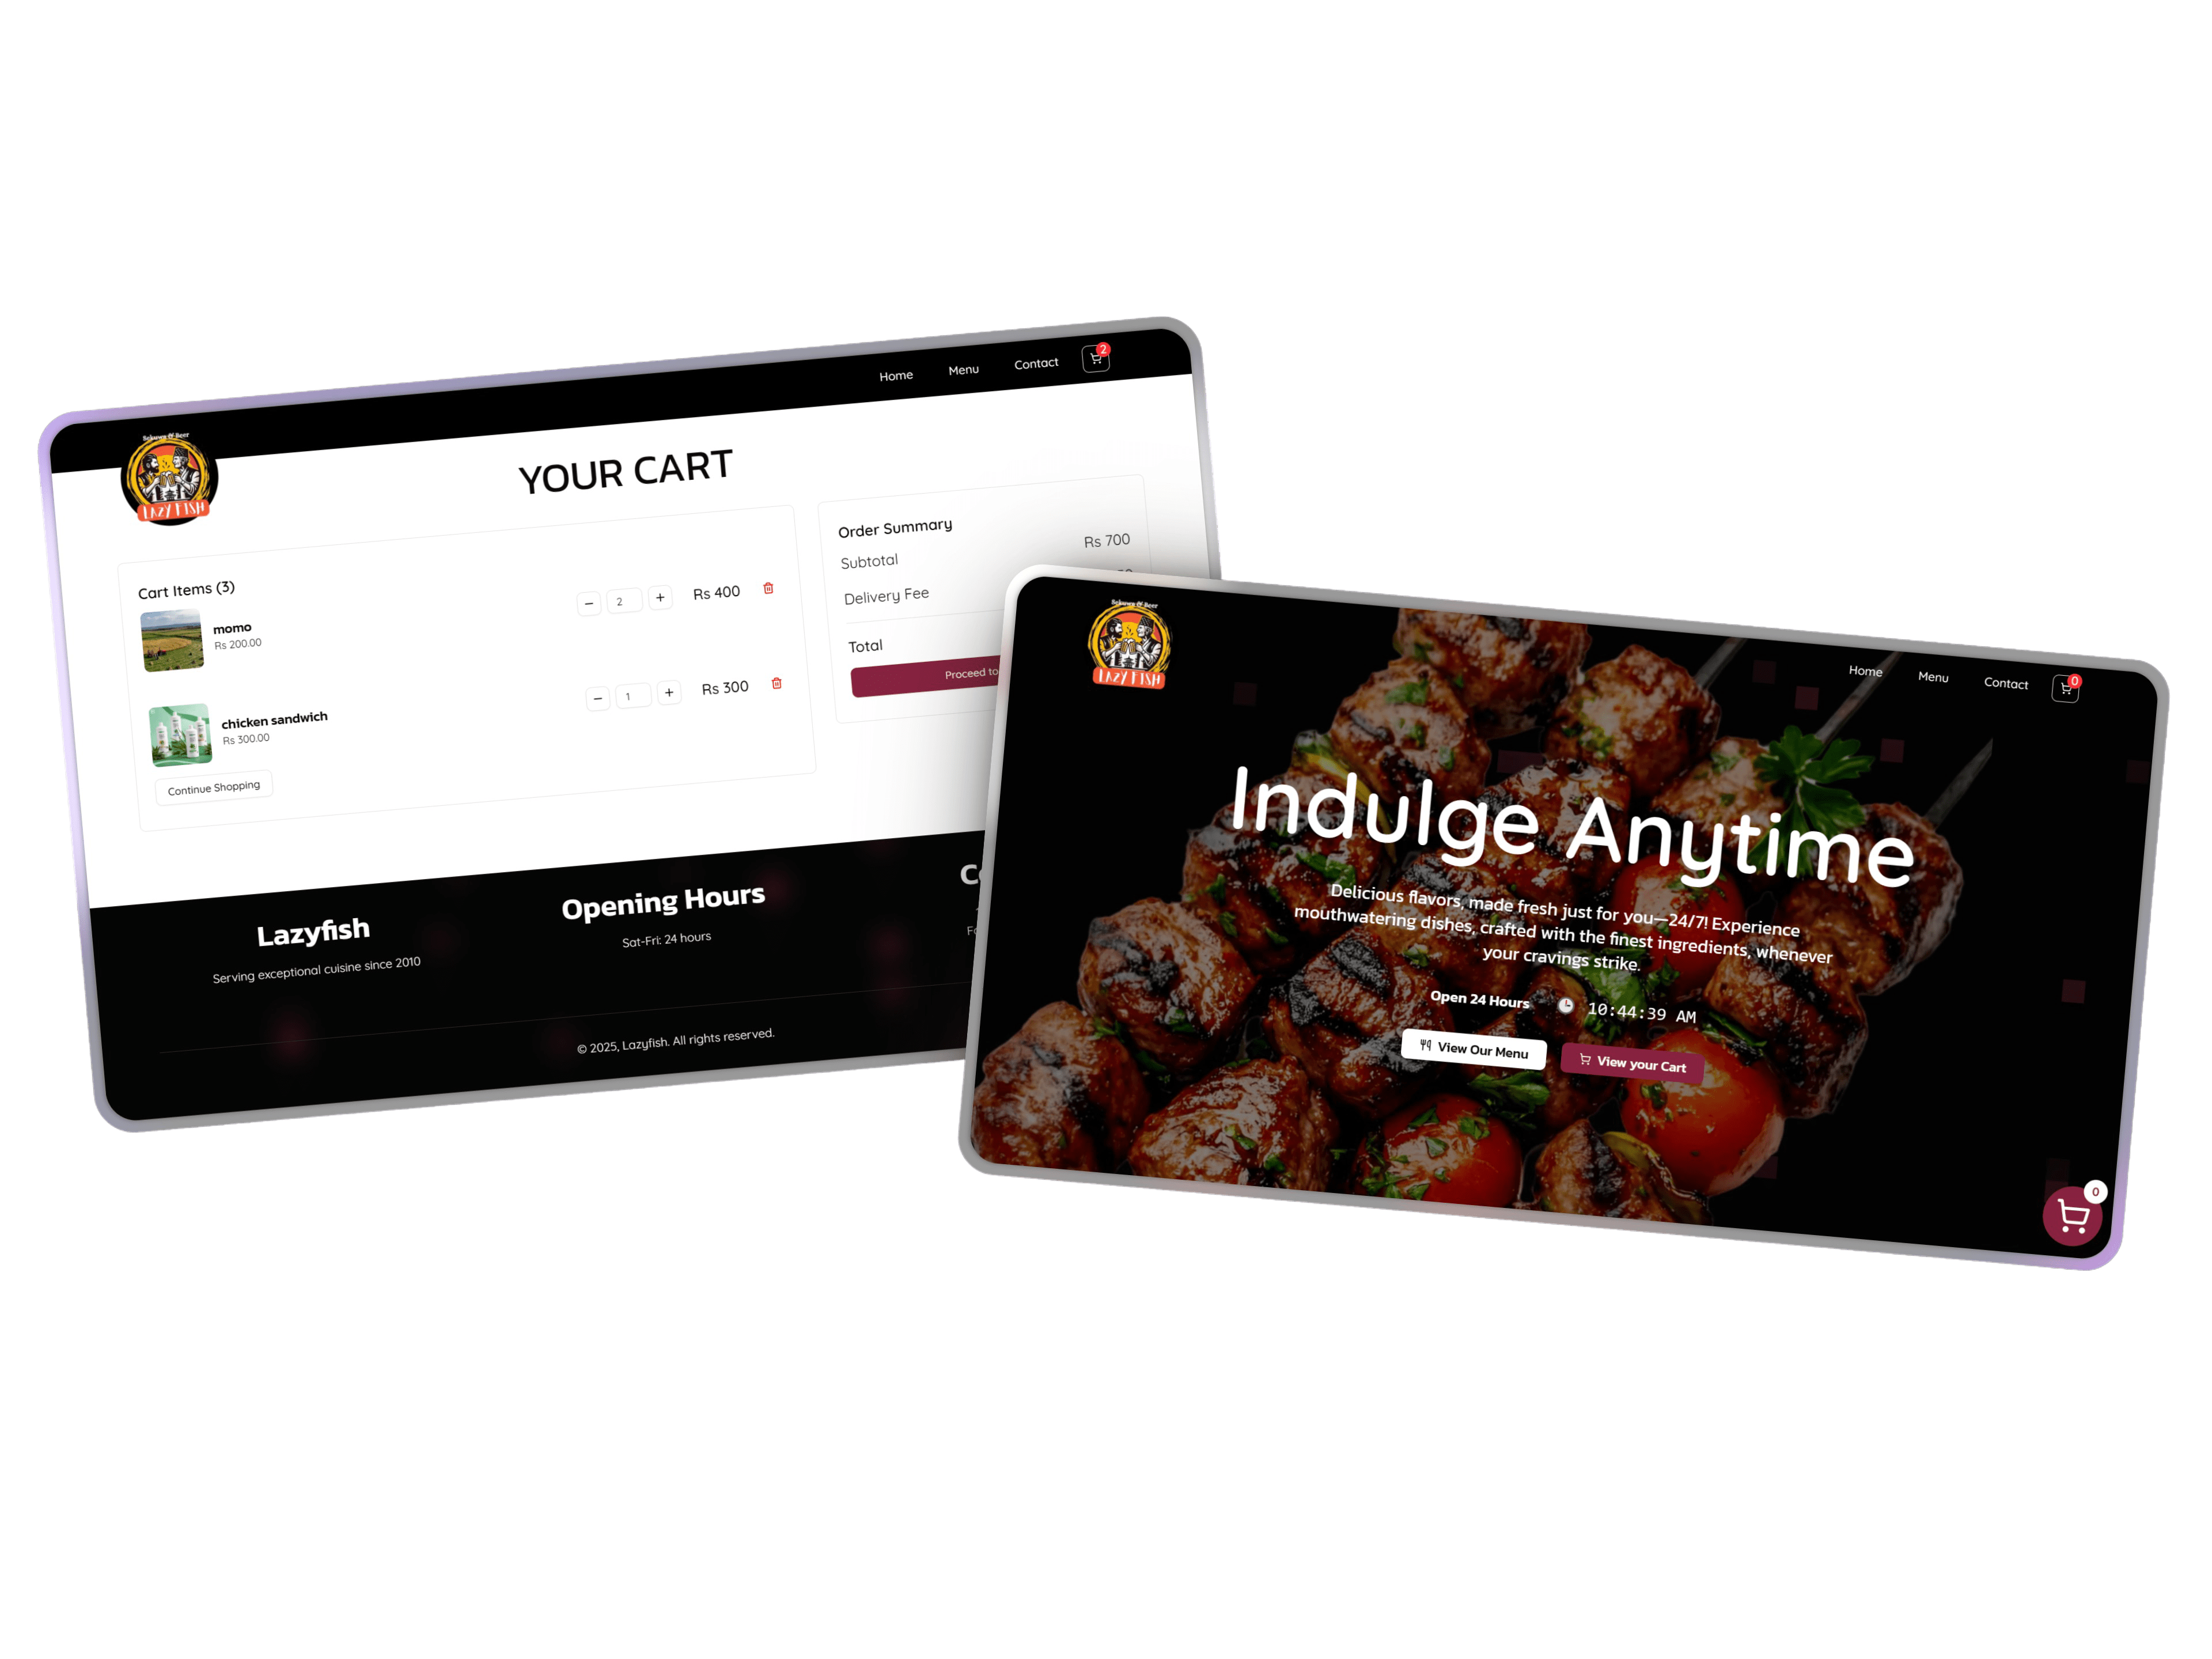 Home Menu Contact 2
Sekuwa & Beer
LAZY FISH
YOUR CART
Cart Items (3)
momo
Rs 200.00
− 2 + Rs 400
chicken sandwich
Rs 300.00
− 1 + Rs 300
Continue Shopping
Order Summary
Subtotal Rs 700
Delivery Fee
Total
Proceed to
Lazyfish
Serving exceptional cuisine since 2010
Opening Hours
Sat-Fri: 24 hours
© 2025, Lazyfish. All rights reserved.
Sekuwa & Beer
LAZY FISH
Home Menu Contact 0
Indulge Anytime
Delicious flavors, made fresh just for you—24/7! Experience
mouthwatering dishes, crafted with the finest ingredients, whenever
your cravings strike.
Open 24 Hours 10:44:39 AM
View Our Menu View your Cart
0